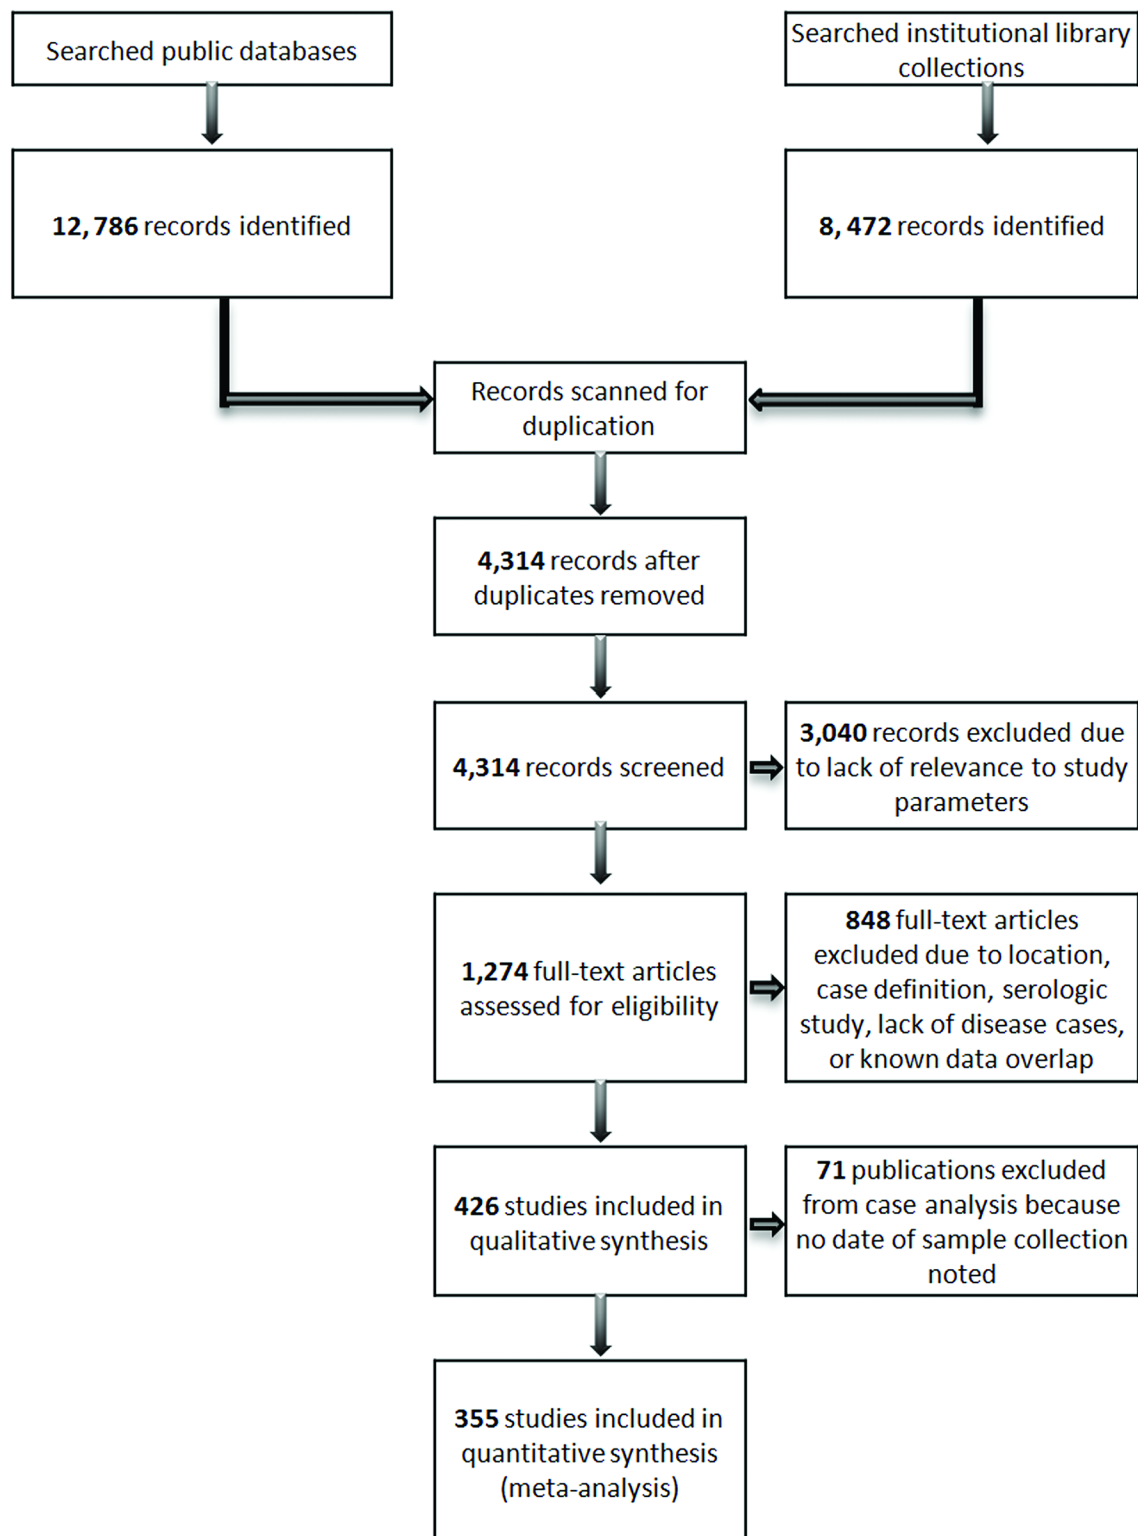 Searched public databases
Searched institutional library
collections
12,786 records identified
8,472 records identified
Records scanned for
duplication
4,314 records after
duplicates removed
4,314 records screened
3,040 records excluded due
to lack of relevance to study
parameters
1,274 full-text articles
assessed for eligibility
848 full-text articles
excluded due to location,
case definition, serologic
study, lack of disease cases,
or known data overlap
426 studies included in
qualitative synthesis
71 publications excluded
from case analysis because
no date of sample collection
noted
355 studies included in
quantitative synthesis
(meta-analysis)